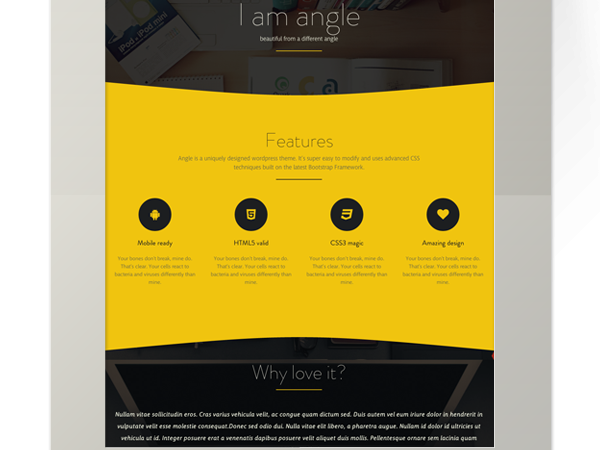 I am angle
beautiful from a different angle
iPod & iPad mini
Features
Angle is a uniquely designed wordpress theme. It's super easy to modify and uses advanced CSS
techniques built on the latest Bootstrap Framework.
Mobile ready
HTML5 valid
CSS3 magic
Amazing design
Your bones don't break, mine do.
That's clear. Your cells react to
bacteria and viruses differently than
mine.
Your bones don't break, mine do.
That's clear. Your cells react to
bacteria and viruses differently than
mine.
Your bones don't break, mine do.
That's clear. Your cells react to
bacteria and viruses differently than
mine.
Your bones don't break, mine do.
That's clear. Your cells react to
bacteria and viruses differently than
mine.
Why love it?
Nullam vitae sollicitudin eros. Cras varius vehicula velit, ac congue quam dictum sed. Duis autem vel eum iriure dolor in hendrerit in
vulputate velit esse molestie consequat.Donec sed odio dui. Nulla vitae elit libero, a pharetra augue. Nullam id dolor id ultricies ut
vehicula ut id. Integer posuere erat a venenatis dapibus posuere velit aliquet duis mollis. Pellentesque ornare sem lacinia quam